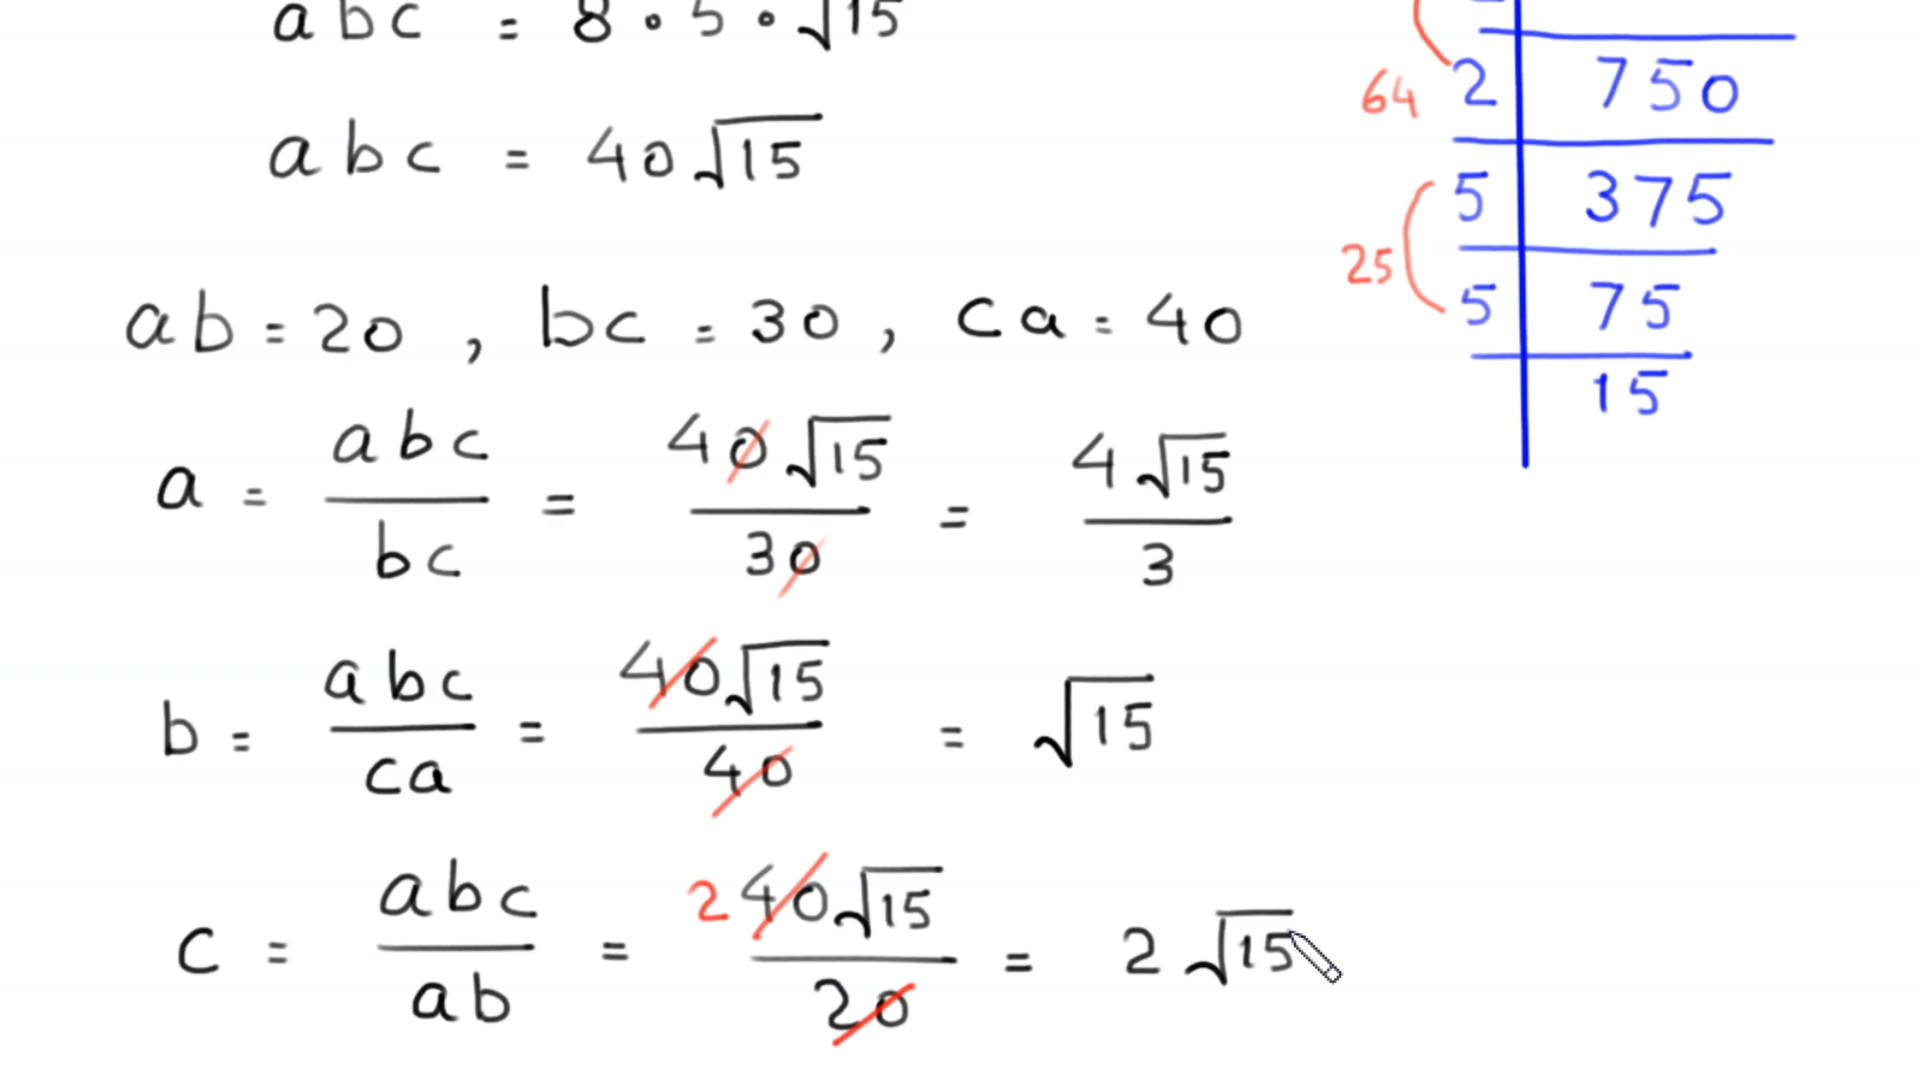 abc = 8 · 5 · √15
abc = 40√15
ab = 20 , bc = 30 , ca = 40
a = abc/bc = 40√15/30 = 4√15/3
b = abc/ca = 40√15/40 = √15
c = abc/ab = 2 40√15/20 = 2√15
64
2 | 750
5 | 375
25
5 | 75
15